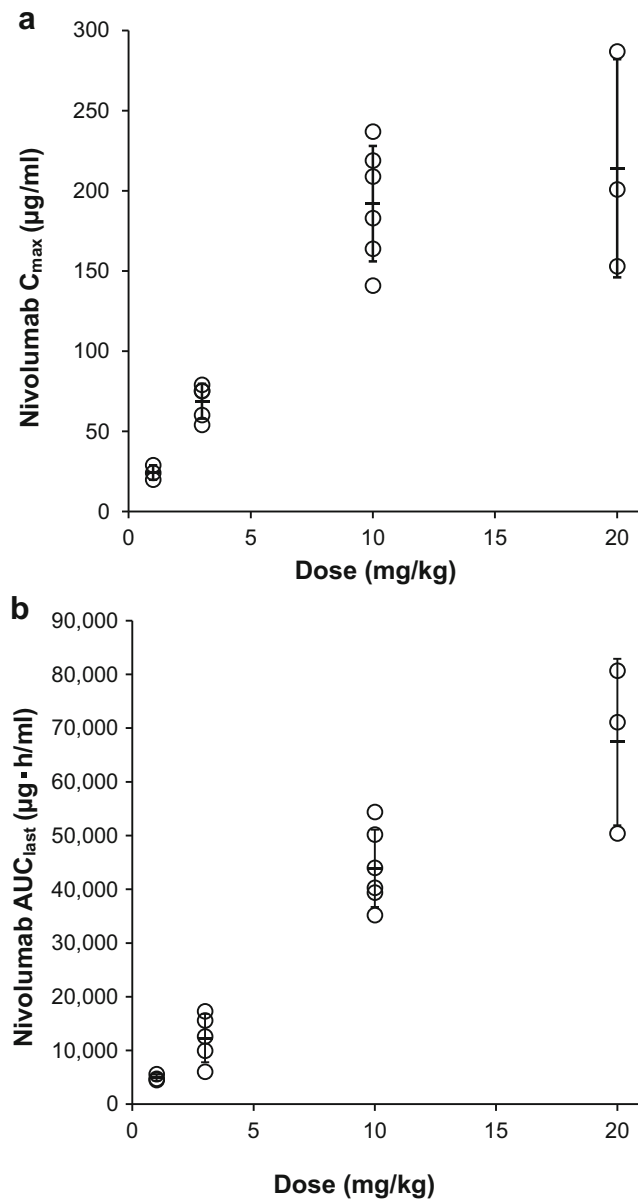 a
300
250
200
150
100
50
0
Nivolumab Cmax (µg/ml)
0 5 10 15 20
Dose (mg/kg)
b
90,000
80,000
70,000
60,000
50,000
40,000
30,000
20,000
10,000
0
Nivolumab AUClast (µg▪h/ml)
0 5 10 15 20
Dose (mg/kg)